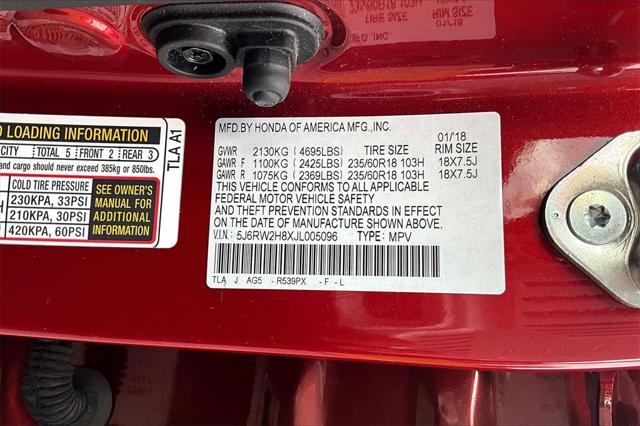 O LOADING INFORMATION
CITY TOTAL 5 FRONT 2 REAR 3
and cargo should never exceed 385kg or 850lbs.
COLD TIRE PRESSURE
230KPA, 33PSI
210KPA, 30PSI
420KPA, 60PSI
SEE OWNER'S
MANUAL FOR
ADDITIONAL
INFORMATION
TLA A1
MFD.BY HONDA OF AMERICA MFG.,INC. 01/18
GVWR 2130KG (4695LBS) TIRE SIZE RIM SIZE
GAWR F 1100KG (2425LBS) 235/60R18 103H 18X7.5J
GAWR R 1075KG (2369LBS) 235/60R18 103H 18X7.5J
THIS VEHICLE CONFORMS TO ALL APPLICABLE
FEDERAL MOTOR VEHICLE SAFETY
AND THEFT PREVENTION STANDARDS IN EFFECT
ON THE DATE OF MANUFACTURE SHOWN ABOVE.
V.I.N.: 5J6RW2H8XJL005096 TYPE: MPV
TLA J AG5 - R539PX - F - L